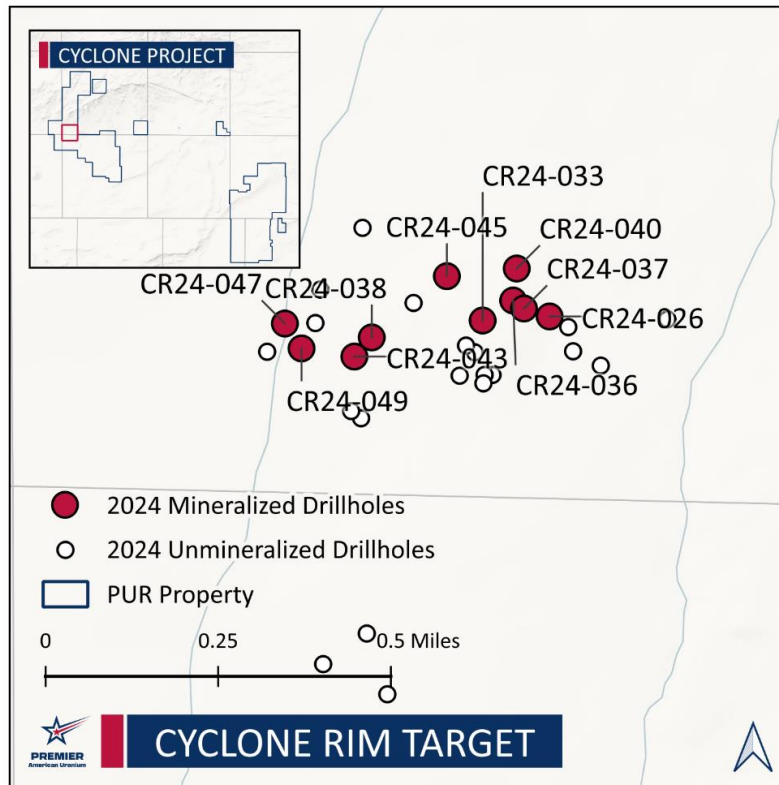 CYCLONE PROJECT
CR24-033
CR24-045
CR24-040
CR24-037
CR24-047
CR24-038
CR24-026
CR24-043
CR24-036
CR24-049
2024 Mineralized Drillholes
2024 Unmineralized Drillholes
PUR Property
0 0.25 0.5 Miles
PREMIER
American Uranium
CYCLONE RIM TARGET